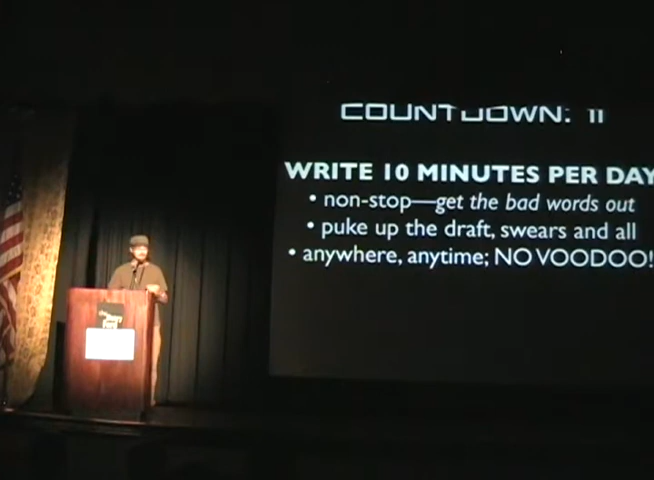 COUNTDOWN: 11
WRITE 10 MINUTES PER DAY
• non-stop—get the bad words out
• puke up the draft, swears and all
• anywhere, anytime; NO VOODOO!